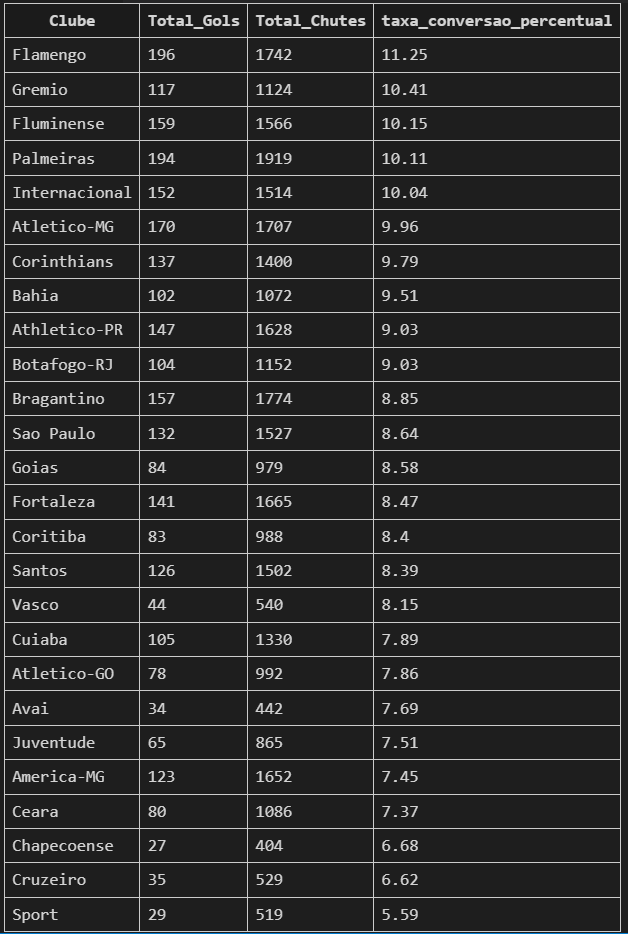 Clube Total_Gols Total_Chutes taxa_conversao_percentual
Flamengo 196 1742 11.25
Gremio 117 1124 10.41
Fluminense 159 1566 10.15
Palmeiras 194 1919 10.11
Internacional 152 1514 10.04
Atletico-MG 170 1707 9.96
Corinthians 137 1400 9.79
Bahia 102 1072 9.51
Athletico-PR 147 1628 9.03
Botafogo-RJ 104 1152 9.03
Bragantino 157 1774 8.85
Sao Paulo 132 1527 8.64
Goias 84 979 8.58
Fortaleza 141 1665 8.47
Coritiba 83 988 8.4
Santos 126 1502 8.39
Vasco 44 540 8.15
Cuiaba 105 1330 7.89
Atletico-GO 78 992 7.86
Avai 34 442 7.69
Juventude 65 865 7.51
America-MG 123 1652 7.45
Ceara 80 1086 7.37
Chapecoense 27 404 6.68
Cruzeiro 35 529 6.62
Sport 29 519 5.59